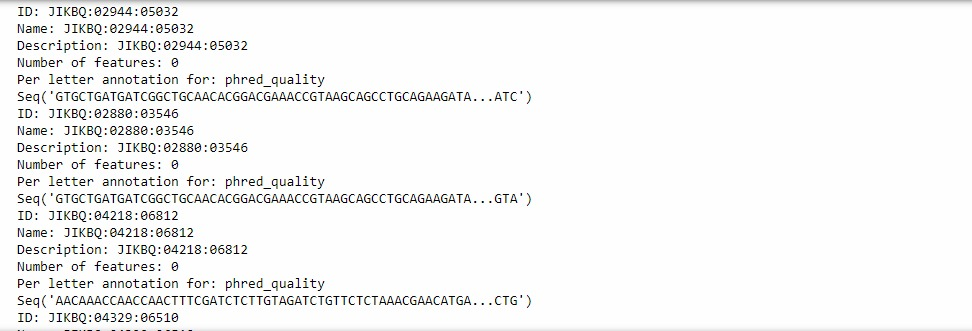 ID: JIKBQ:02944:05032
Name: JIKBQ:02944:05032
Description: JIKBQ:02944:05032
Number of features: 0
Per letter annotation for: phred_quality
Seq('GTGCTGATGATCGGCTGCAACACGGACGAAACCGTAAGCAGCCTGCAGAAGATA...ATC')
ID: JIKBQ:02880:03546
Name: JIKBQ:02880:03546
Description: JIKBQ:02880:03546
Number of features: 0
Per letter annotation for: phred_quality
Seq('GTGCTGATGATCGGCTGCAACACGGACGAAACCGTAAGCAGCCTGCAGAAGATA...GTA')
ID: JIKBQ:04218:06812
Name: JIKBQ:04218:06812
Description: JIKBQ:04218:06812
Number of features: 0
Per letter annotation for: phred_quality
Seq('AACAAACCAACCAACTTTCGATCTCTTGTAGATCTGTTCTCTAAACGAACATGA...CTG')
ID: JIKBQ:04329:06510